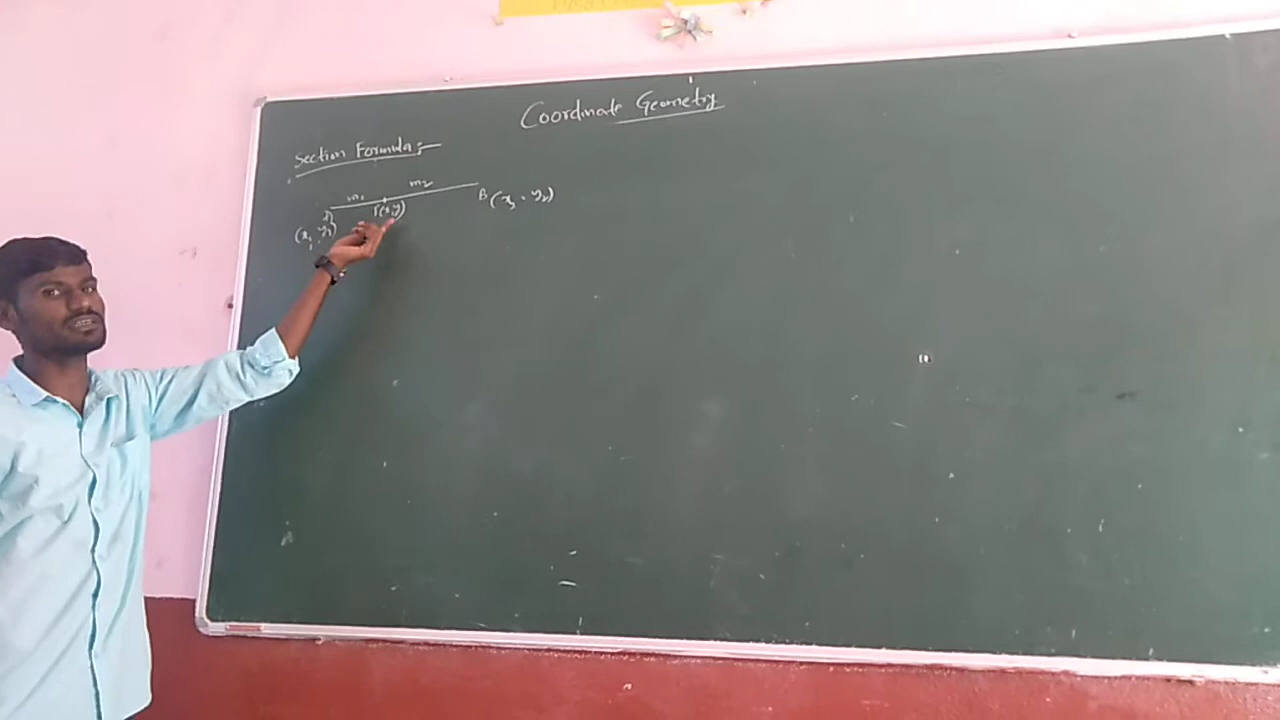 Coordinate Geometry
Section Formula:-
m₁ m₂
A P(x,y) B (x₂, y₂)
(x₁, y₁)